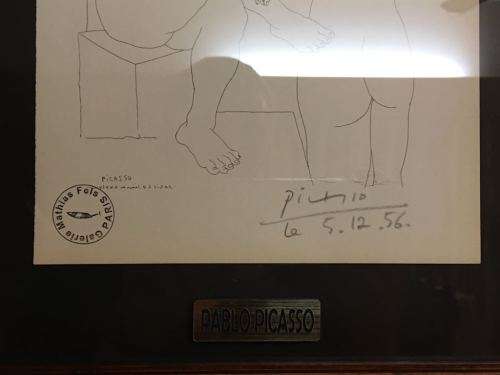 PICASSO
Galerie Mathias Fels
PARIS
Picasso
le 5.12.56.
PABLO PICASSO